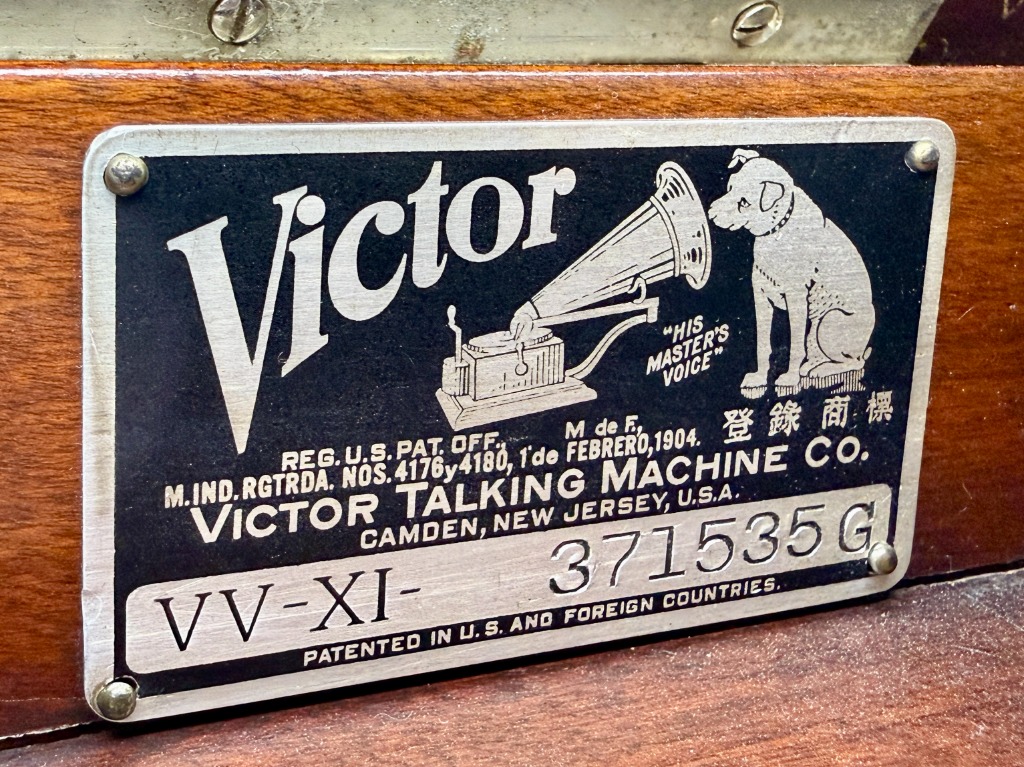 Victor
"HIS
MASTER'S
VOICE"
登錄商標
REG. U.S. PAT. OFF., M de F.,
M.IND.RGTRDA. NOS. 4176y4180, 1'de FEBRERO, 1904.
VICTOR TALKING MACHINE CO.
CAMDEN, NEW JERSEY, U.S.A.
VV-XI- 371535G
PATENTED IN U.S. AND FOREIGN COUNTRIES.